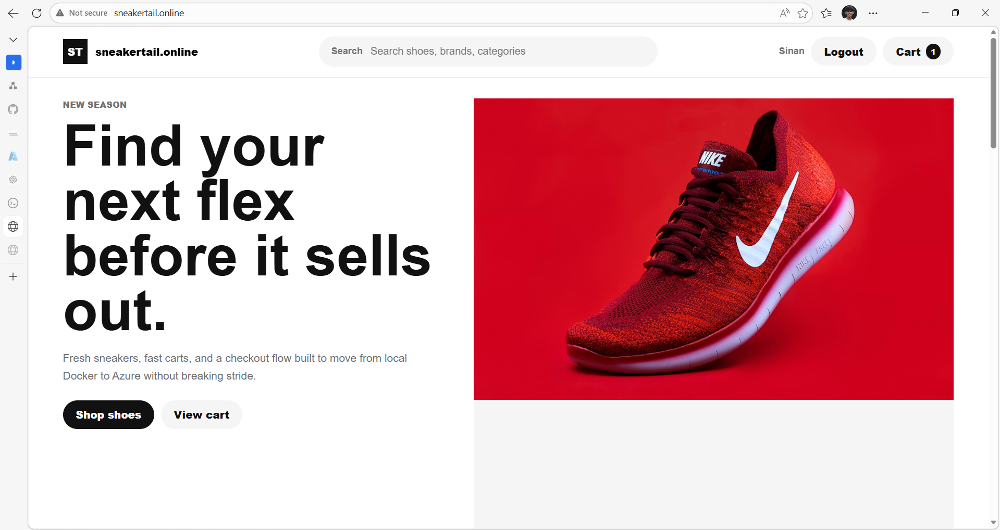 Not secure sneakertail.online
ST sneakertail.online
Search Search shoes, brands, categories
Sinan Logout Cart 1
NEW SEASON
Find your
next flex
before it sells
out.
Fresh sneakers, fast carts, and a checkout flow built to move from local
Docker to Azure without breaking stride.
Shop shoes View cart
NIKE
NIKE FREE